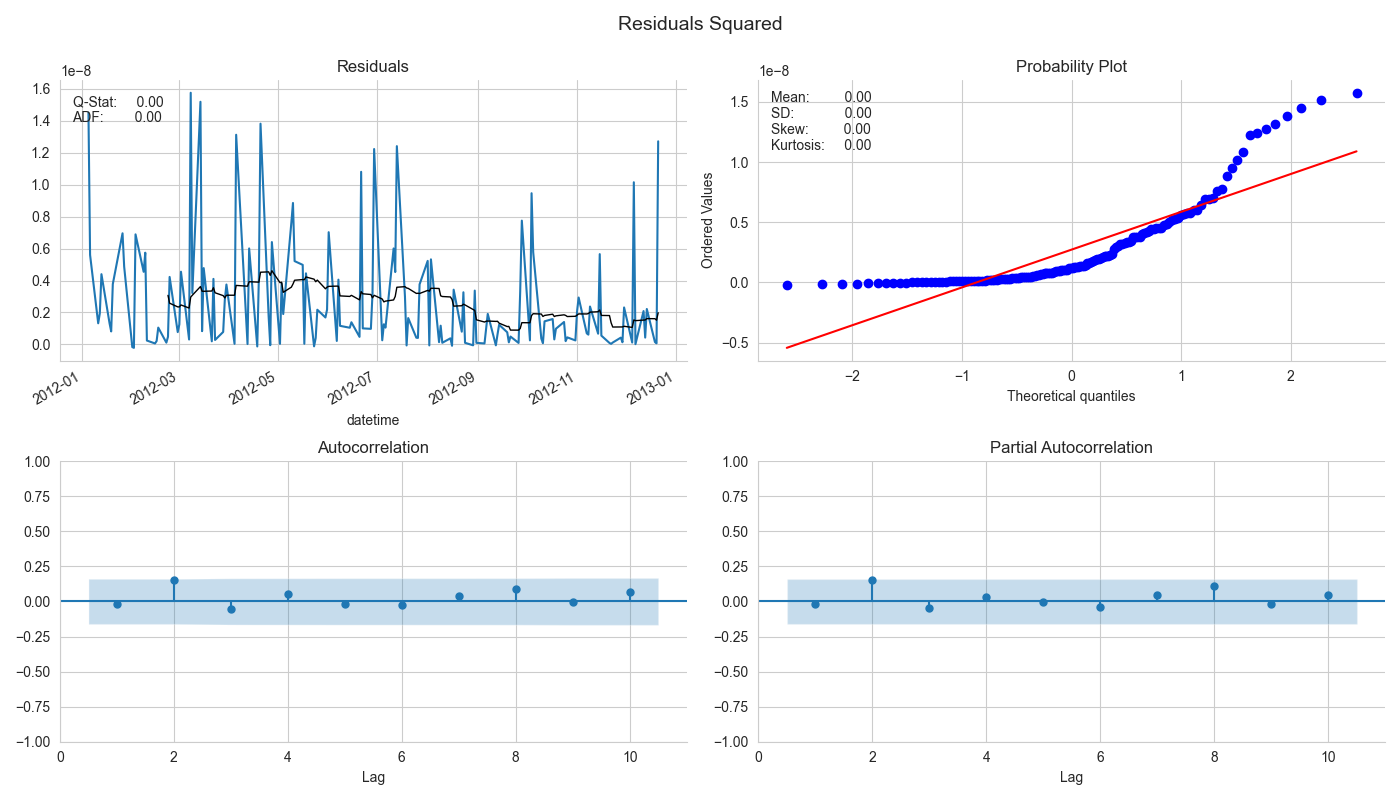 Residuals Squared
Residuals
1e−8
Q-Stat: 0.00
ADF: 0.00
1.6
1.4
1.2
1.0
0.8
0.6
0.4
0.2
0.0
2012-01
2012-03
2012-05
2012-07
2012-09
2012-11
2013-01
datetime
Probability Plot
1e−8
Mean: 0.00
SD: 0.00
Skew: 0.00
Kurtosis: 0.00
Ordered Values
1.5
1.0
0.5
0.0
−0.5
−2 −1 0 1 2
Theoretical quantiles
Autocorrelation
1.00
0.75
0.50
0.25
0.00
−0.25
−0.50
−0.75
−1.00
0 2 4 6 8 10
Lag
Partial Autocorrelation
1.00
0.75
0.50
0.25
0.00
−0.25
−0.50
−0.75
−1.00
0 2 4 6 8 10
Lag